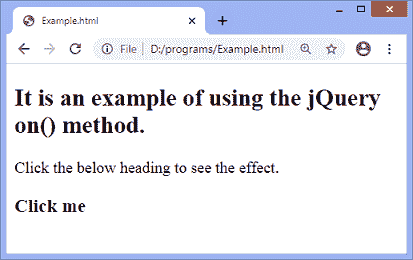 Example.html
File | D:/programs/Example.html
It is an example of using the jQuery
on() method.
Click the below heading to see the effect.
Click me